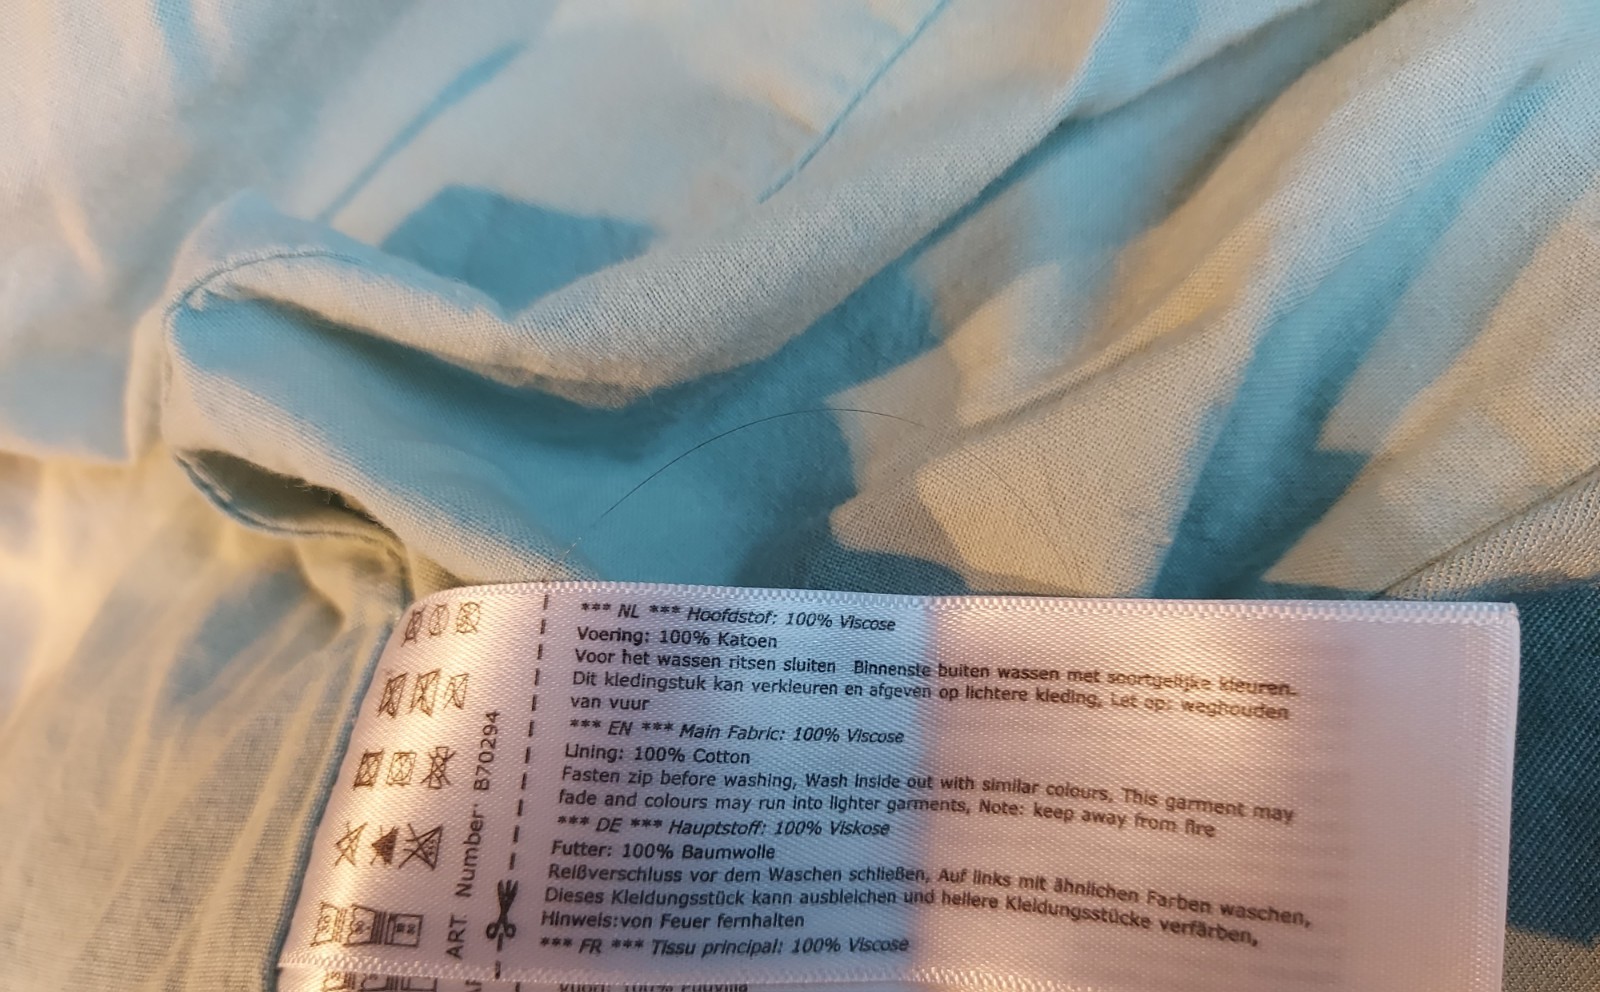 *** NL *** Hoofdstof: 100% Viscose
Voering: 100% Katoen
Voor het wassen ritsen sluiten Binnenste buiten wassen met soortgelijke kleuren.
Dit kledingstuk kan verkleuren en afgeven op lichtere kleding, Let op: weghouden
van vuur
*** EN *** Main Fabric: 100% Viscose
Lining: 100% Cotton
Fasten zip before washing, Wash inside out with similar colours, This garment may
fade and colours may run into lighter garments, Note: keep away from fire
*** DE *** Hauptstoff: 100% Viskose
Futter: 100% Baumwolle
Reißverschluss vor dem Waschen schließen, Auf links mit ähnlichen Farben waschen,
Dieses Kleidungsstück kann ausbleichen und hellere Kleidungsstücke verfärben,
Hinweis:von Feuer fernhalten
*** FR *** Tissu principal: 100% Viscose
ART. Number: B70294